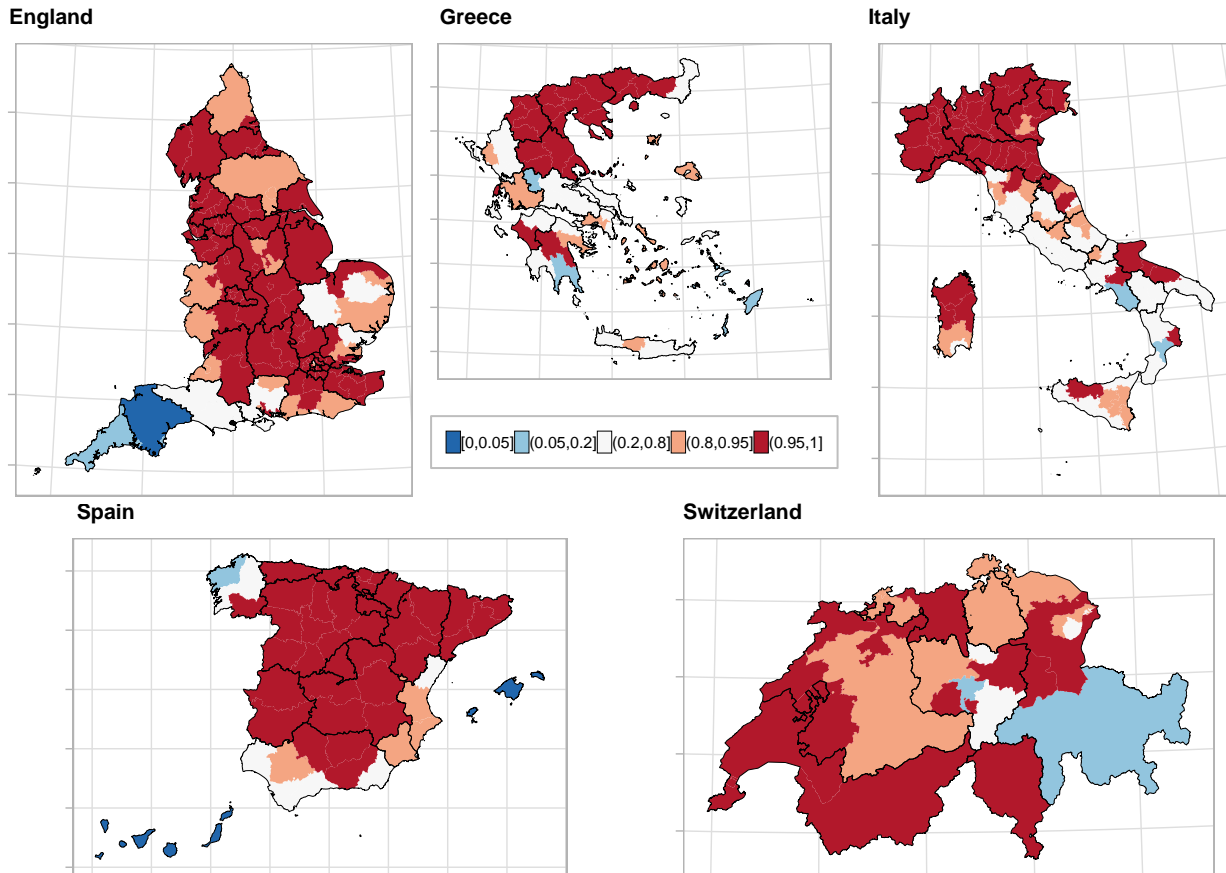 England
Greece
Italy
[0,0.05] (0.05,0.2] (0.2,0.8] (0.8,0.95] (0.95,1]
Spain
Switzerland